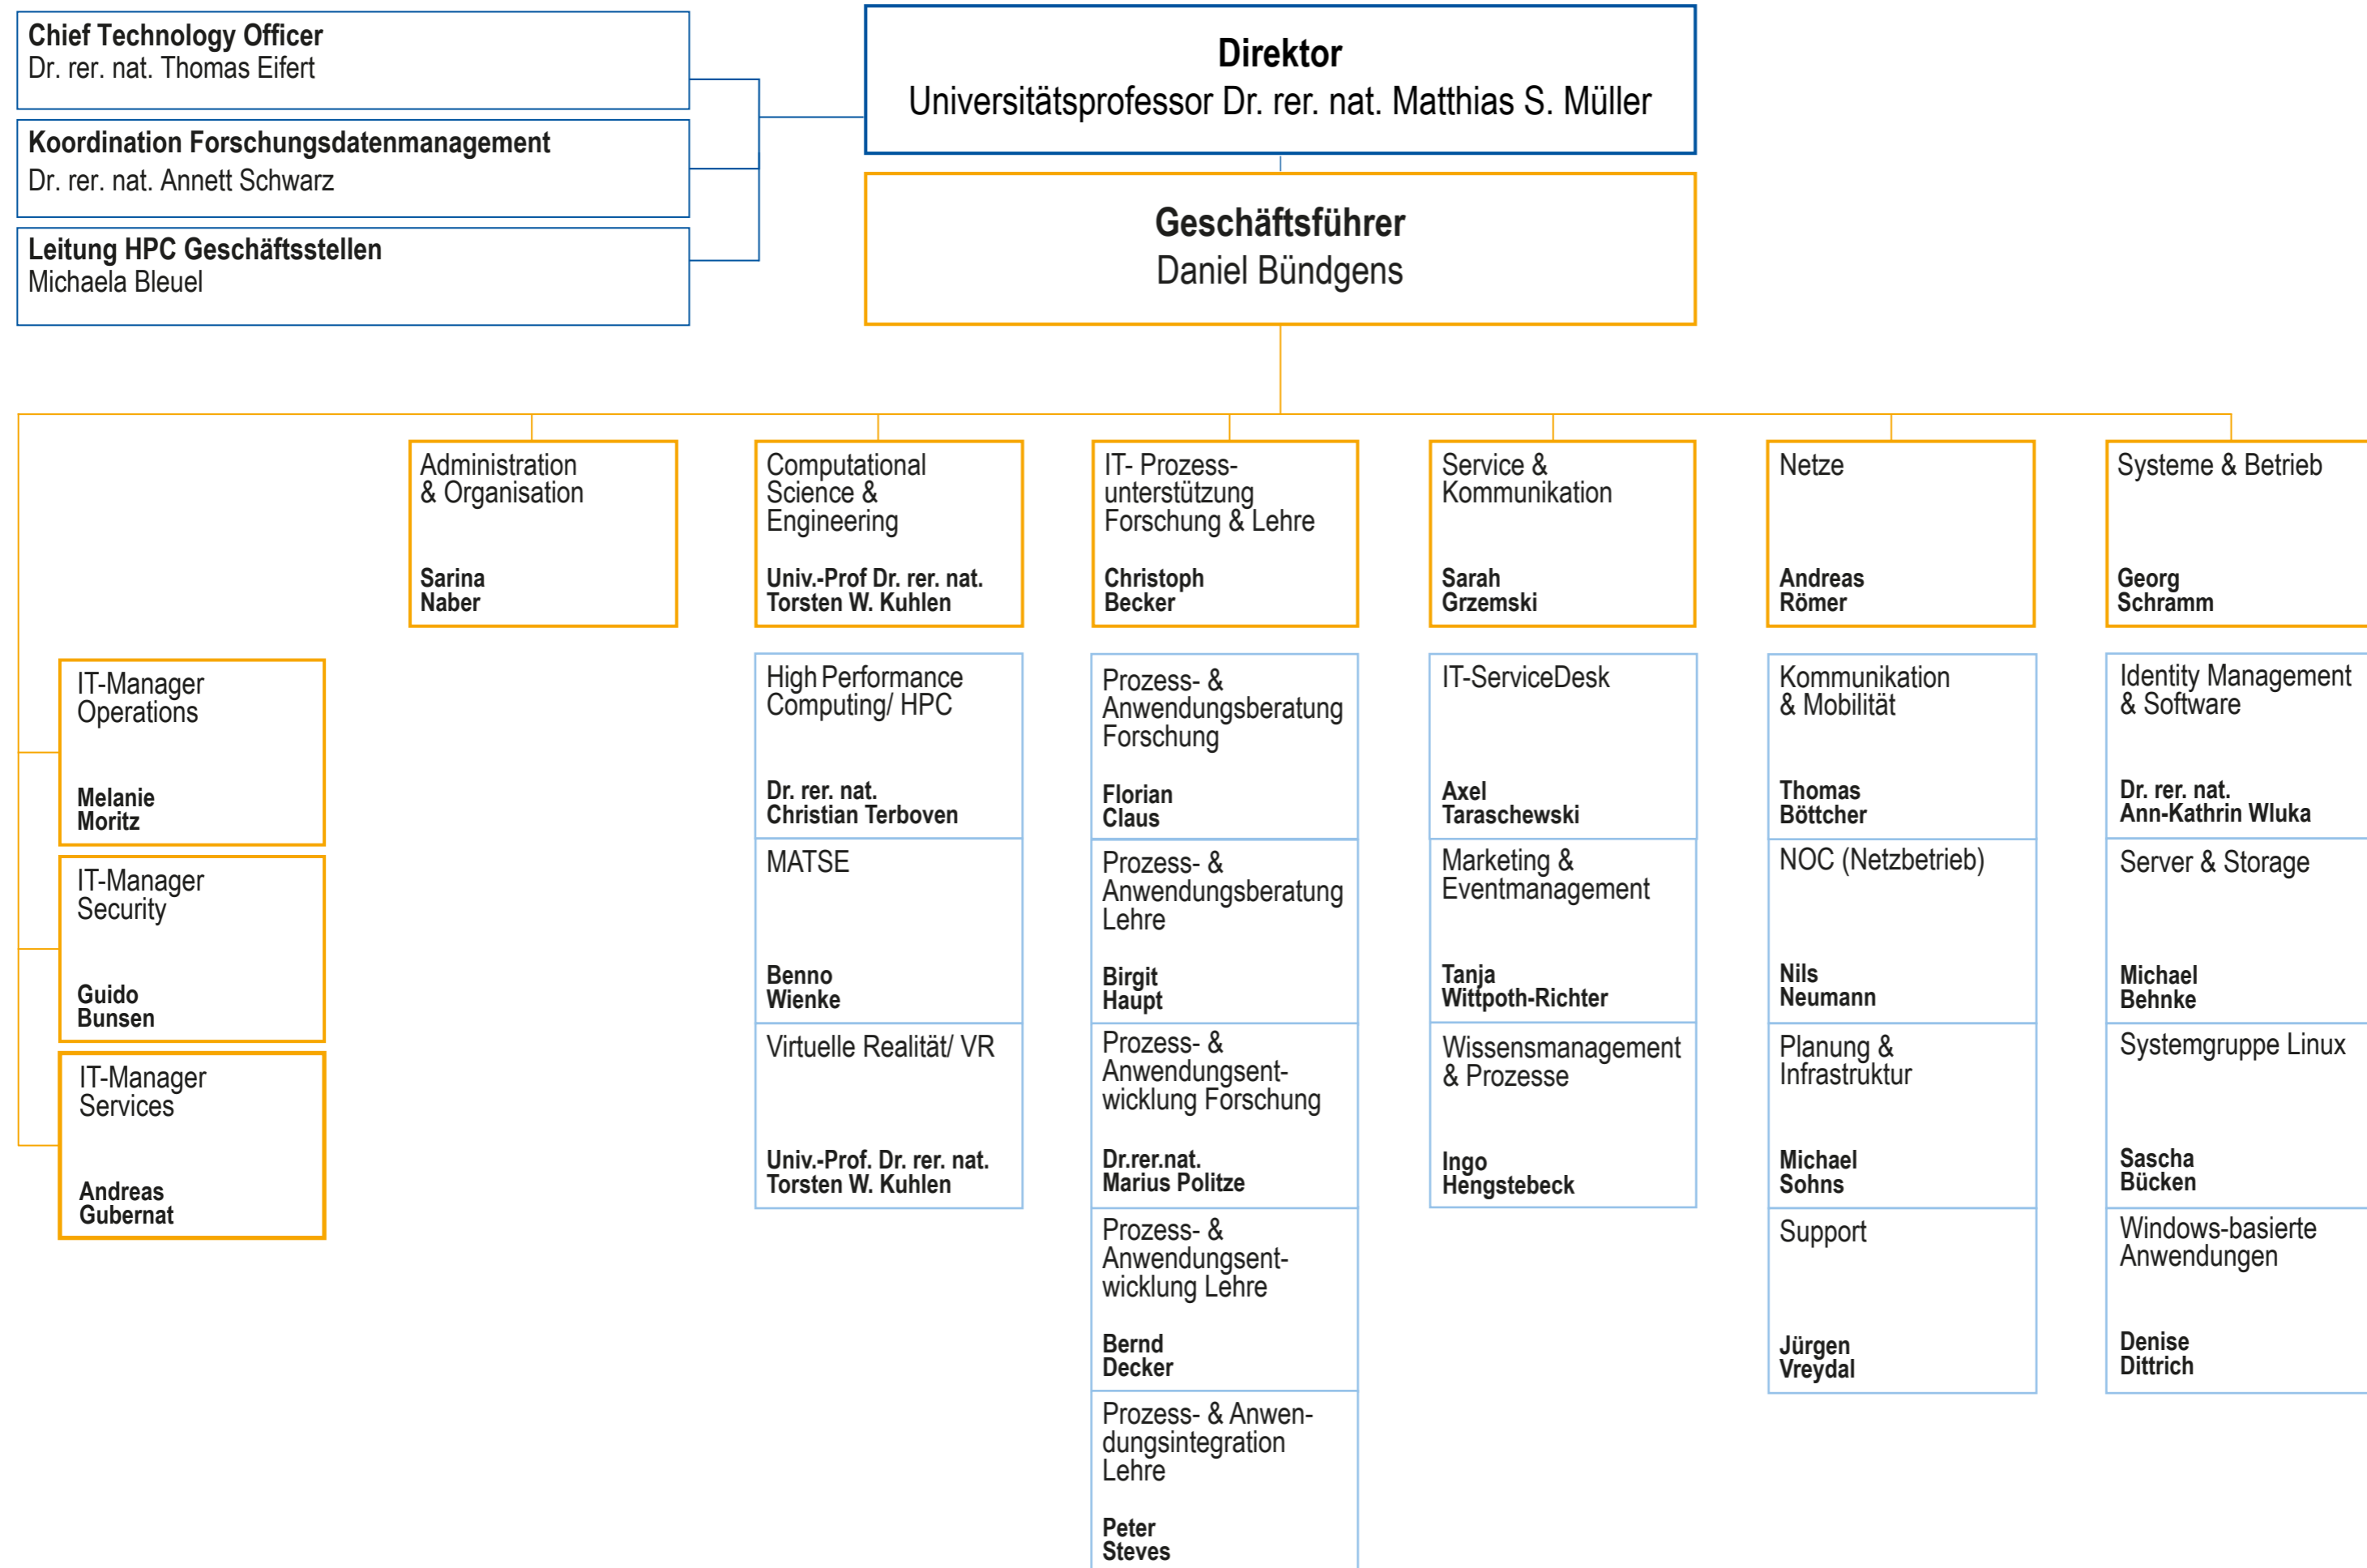 Chief Technology Officer
Dr. rer. nat. Thomas Eifert
Koordination Forschungsdatenmanagement
Dr. rer. nat. Annett Schwarz
Leitung HPC Geschäftsstellen
Michaela Bleuel
Direktor
Universitätsprofessor Dr. rer. nat. Matthias S. Müller
Geschäftsführer
Daniel Bündgens
IT-Manager
Operations
Melanie
Moritz
IT-Manager
Security
Guido
Bunsen
IT-Manager
Services
Andreas
Gubernat
Administration
& Organisation
Sarina
Naber
Computational
Science &
Engineering
Univ.-Prof Dr. rer. nat.
Torsten W. Kuhlen
High Performance
Computing/ HPC
Dr. rer. nat.
Christian Terboven
MATSE
Benno
Wienke
Virtuelle Realität/ VR
Univ.-Prof. Dr. rer. nat.
Torsten W. Kuhlen
IT- Prozess-
unterstützung
Forschung & Lehre
Christoph
Becker
Prozess- &
Anwendungsberatung
Forschung
Florian
Claus
Prozess- &
Anwendungsberatung
Lehre
Birgit
Haupt
Prozess- &
Anwendungsent-
wicklung Forschung
Dr.rer.nat.
Marius Politze
Prozess- &
Anwendungsent-
wicklung Lehre
Bernd
Decker
Prozess- & Anwen-
dungsintegration
Lehre
Peter
Steves
Service &
Kommunikation
Sarah
Grzemski
IT-ServiceDesk
Axel
Taraschewski
Marketing &
Eventmanagement
Tanja
Wittpoth-Richter
Wissensmanagement
& Prozesse
Ingo
Hengstebeck
Netze
Andreas
Römer
Kommunikation
& Mobilität
Thomas
Böttcher
NOC (Netzbetrieb)
Nils
Neumann
Planung &
Infrastruktur
Michael
Sohns
Support
Jürgen
Vreydal
Systeme & Betrieb
Georg
Schramm
Identity Management
& Software
Dr. rer. nat.
Ann-Kathrin Wluka
Server & Storage
Michael
Behnke
Systemgruppe Linux
Sascha
Bücken
Windows-basierte
Anwendungen
Denise
Dittrich